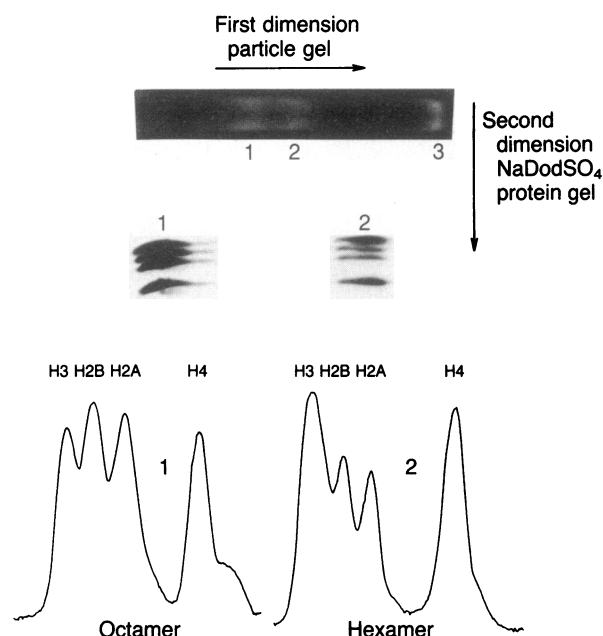 First dimension
particle gel
Second
dimension
NaDodSO4
protein gel
1 2 3
1 2
H3 H2B H2A H4 H3 H2B H2A H4
1 2
Octamer Hexamer